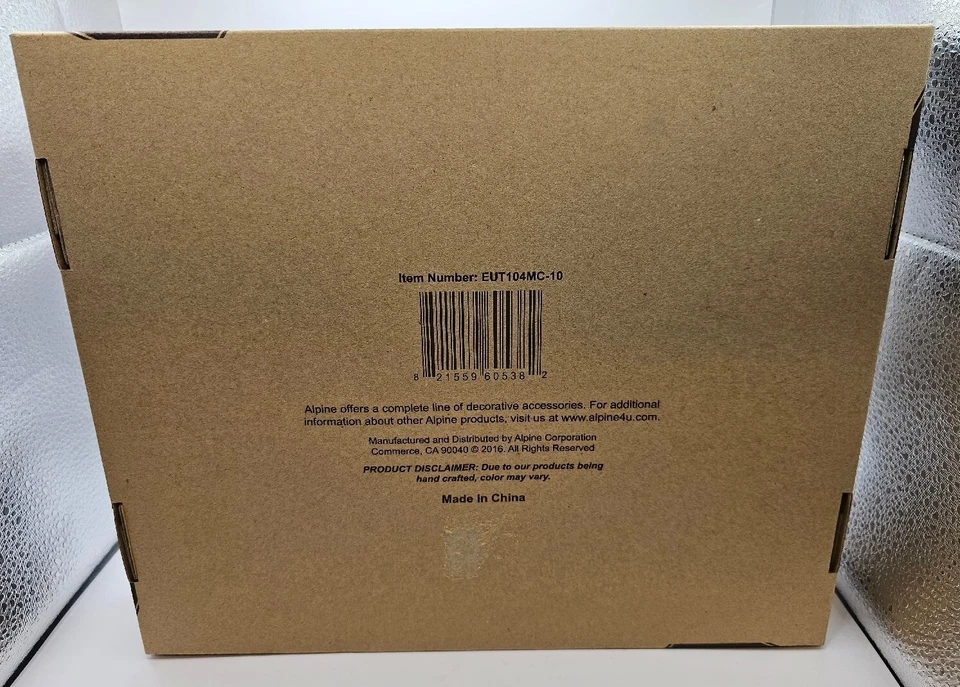 Item Number: EUT104MC-10
8 21559 60538 2
Alpine offers a complete line of decorative accessories. For additional
information about other Alpine products, visit us at www.alpine4u.com.
Manufactured and Distributed by Alpine Corporation
Commerce, CA 90040 © 2016. All Rights Reserved
PRODUCT DISCLAIMER: Due to our products being
hand crafted, color may vary.
Made in China